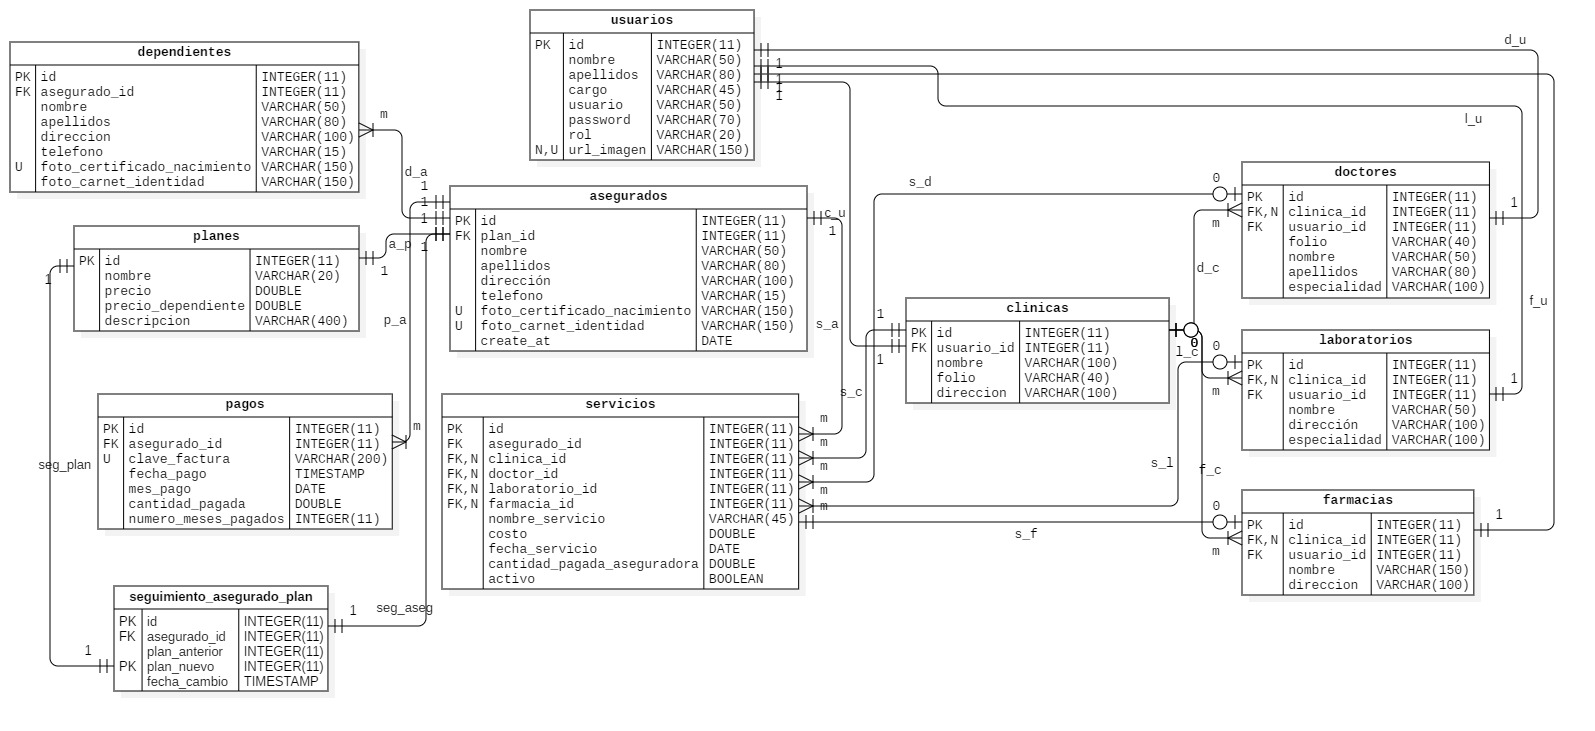 usuarios
PK id INTEGER(11)
nombre VARCHAR(50)
apellidos VARCHAR(80)
cargo VARCHAR(45)
usuario VARCHAR(50)
password VARCHAR(70)
rol VARCHAR(20)
N,U url_imagen VARCHAR(150)
1
1
1
d_u
l_u
f_u
dependientes
PK id INTEGER(11)
FK asegurado_id INTEGER(11)
nombre VARCHAR(50)
apellidos VARCHAR(80)
direccion VARCHAR(100)
telefono VARCHAR(15)
U foto_certificado_nacimiento VARCHAR(150)
foto_carnet_identidad VARCHAR(150)
m
d_a
1
1
1
1
asegurados
PK id INTEGER(11)
FK plan_id INTEGER(11)
nombre VARCHAR(50)
apellidos VARCHAR(80)
dirección VARCHAR(100)
telefono VARCHAR(15)
U foto_certificado_nacimiento VARCHAR(150)
U foto_carnet_identidad VARCHAR(150)
create_at DATE
c_u
1
s_a
planes
PK id INTEGER(11)
nombre VARCHAR(20)
precio DOUBLE
precio_dependiente DOUBLE
descripcion VARCHAR(400)
1
a_p
1
p_a
pagos
PK id INTEGER(11)
FK asegurado_id INTEGER(11)
U clave_factura VARCHAR(200)
fecha_pago TIMESTAMP
mes_pago DATE
cantidad_pagada DOUBLE
numero_meses_pagados INTEGER(11)
m
seg_plan
servicios
PK id INTEGER(11)
FK asegurado_id INTEGER(11)
FK,N clinica_id INTEGER(11)
FK,N doctor_id INTEGER(11)
FK,N laboratorio_id INTEGER(11)
FK,N farmacia_id INTEGER(11)
nombre_servicio VARCHAR(45)
costo DOUBLE
fecha_servicio DATE
cantidad_pagada_aseguradora DOUBLE
activo BOOLEAN
m
m
m
m
m
s_d
s_c
s_l
s_f
clinicas
PK id INTEGER(11)
FK usuario_id INTEGER(11)
nombre VARCHAR(100)
folio VARCHAR(40)
direccion VARCHAR(100)
1
1
0
d_c
l_c
f_c
doctores
PK id INTEGER(11)
FK,N clinica_id INTEGER(11)
FK usuario_id INTEGER(11)
folio VARCHAR(40)
nombre VARCHAR(50)
apellidos VARCHAR(80)
especialidad VARCHAR(100)
0
m
1
laboratorios
PK id INTEGER(11)
FK,N clinica_id INTEGER(11)
FK usuario_id INTEGER(11)
nombre VARCHAR(50)
dirección VARCHAR(100)
especialidad VARCHAR(100)
0
m
1
farmacias
PK id INTEGER(11)
FK,N clinica_id INTEGER(11)
FK usuario_id INTEGER(11)
nombre VARCHAR(150)
direccion VARCHAR(100)
0
m
1
seguimiento_asegurado_plan
PK id INTEGER(11)
FK asegurado_id INTEGER(11)
plan_anterior INTEGER(11)
PK plan_nuevo INTEGER(11)
fecha_cambio TIMESTAMP
1
1
seg_aseg